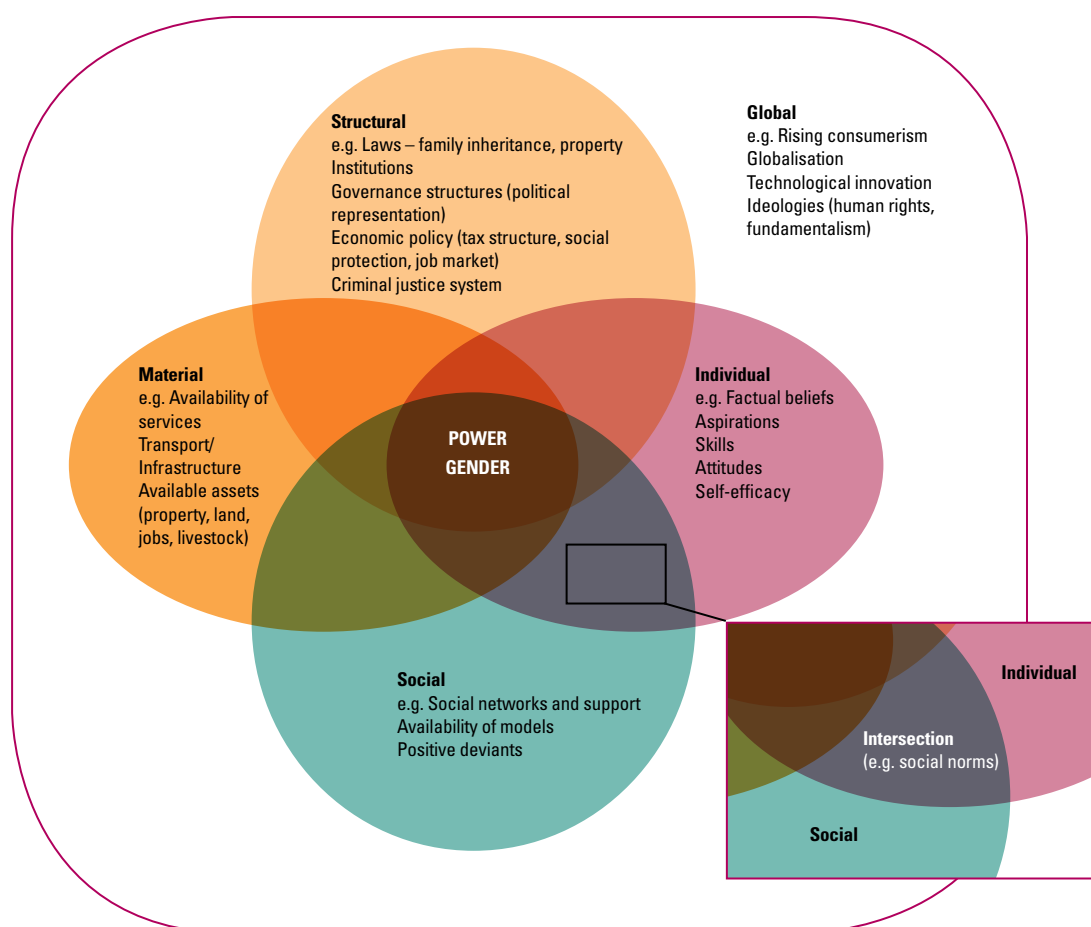 Structural
e.g. Laws – family inheritance, property
Institutions
Governance structures (political
representation)
Economic policy (tax structure, social
protection, job market)
Criminal justice system
Global
e.g. Rising consumerism
Globalisation
Technological innovation
Ideologies (human rights,
fundamentalism)
Material
e.g. Availability of
services
Transport/
Infrastructure
Available assets
(property, land,
jobs, livestock)
POWER
GENDER
Individual
e.g. Factual beliefs
Aspirations
Skills
Attitudes
Self-efficacy
Social
e.g. Social networks and support
Availability of models
Positive deviants
Individual
Intersection
(e.g. social norms)
Social